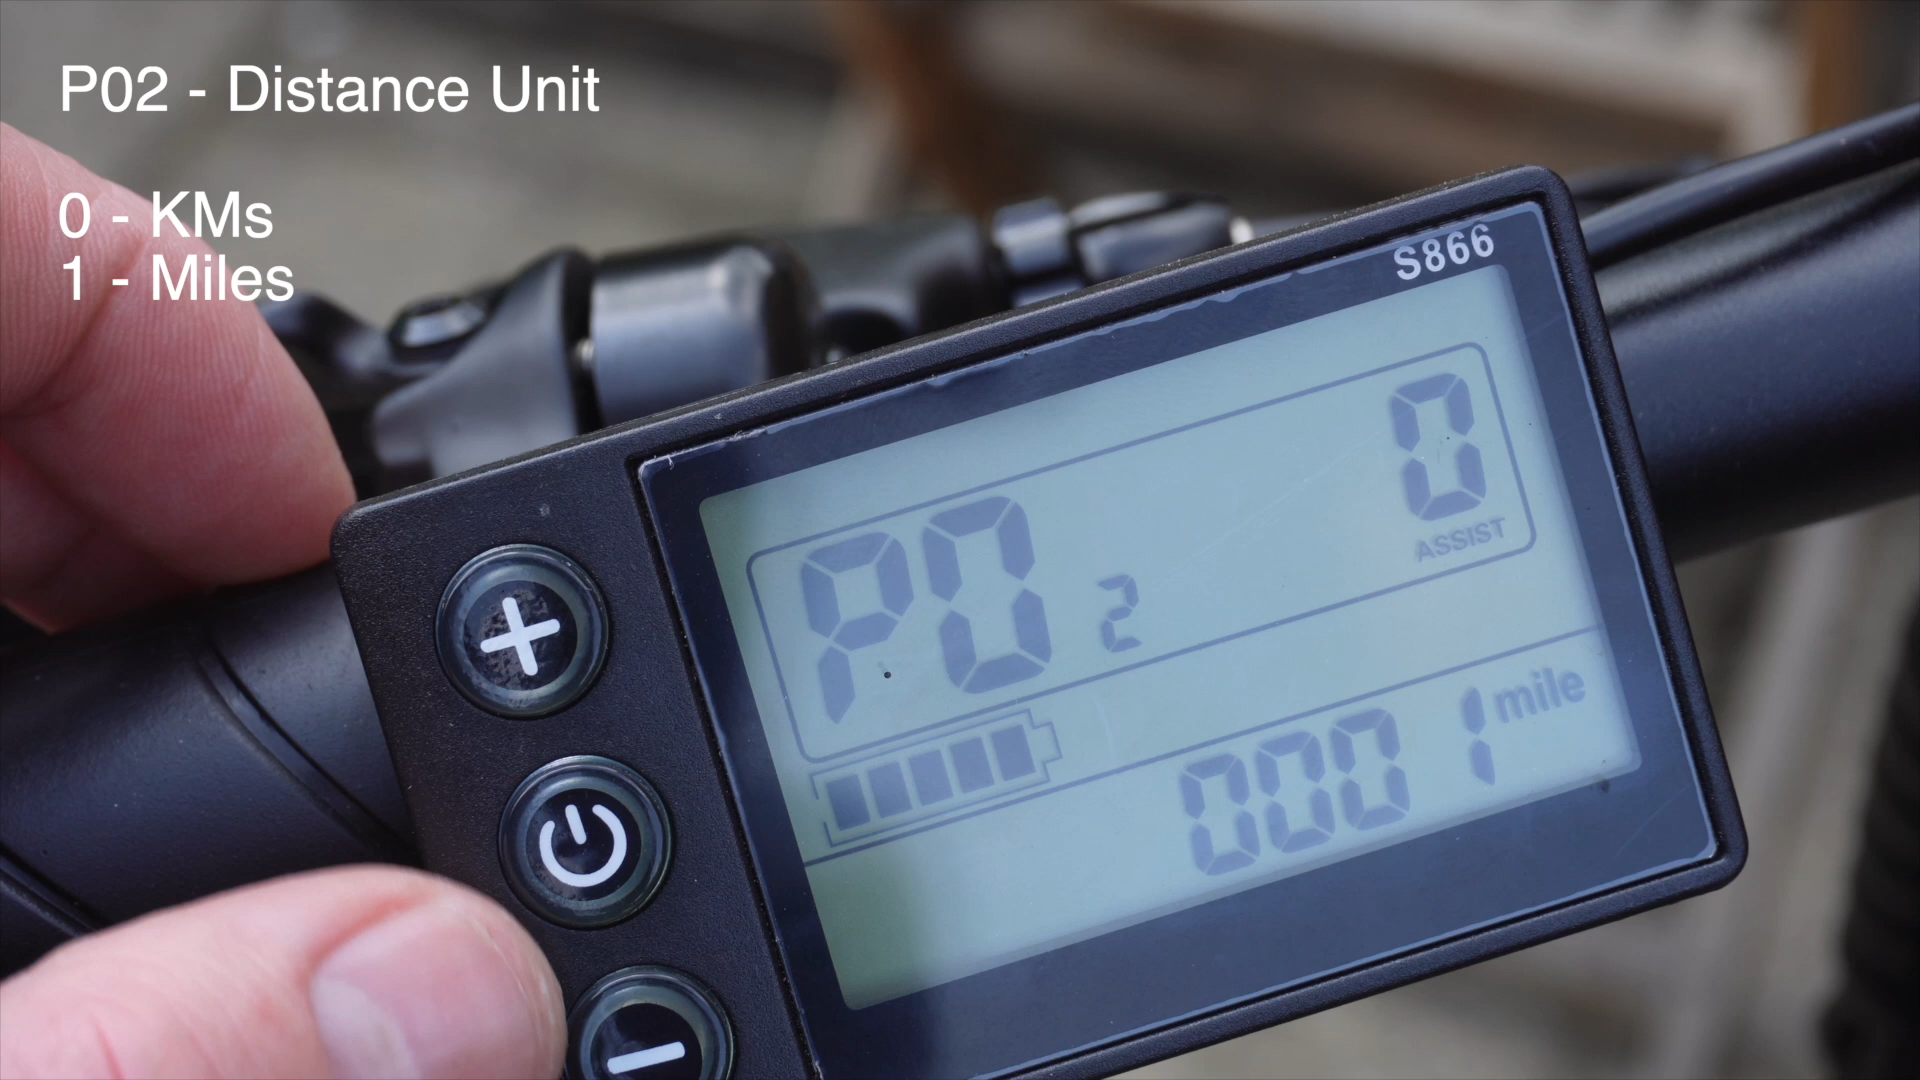 P02 - Distance Unit
0 - KMs
1 - Miles
S866
P02
0
ASSIST
0001 mile